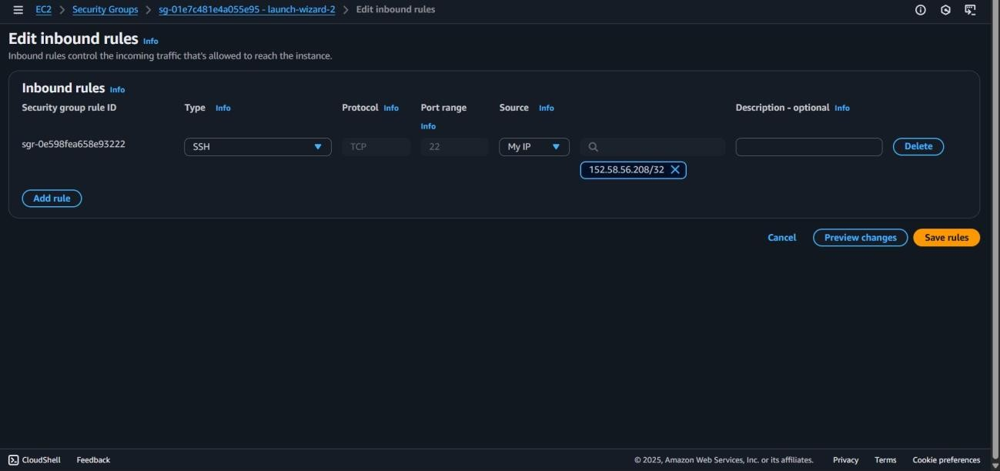 EC2 > Security Groups > sg-01e7c481e4a055e95 - launch-wizard-2 > Edit inbound rules
Edit inbound rules Info
Inbound rules control the incoming traffic that's allowed to reach the instance.
Inbound rules Info
Security group rule ID Type Info Protocol Info Port range Info Source Info Description - optional Info
sgr-0e598fea658e93222 SSH TCP 22 My IP Delete
152.58.56.208/32
Add rule
Cancel Preview changes Save rules
CloudShell Feedback © 2025, Amazon Web Services, Inc. or its affiliates. Privacy Terms Cookie preferences